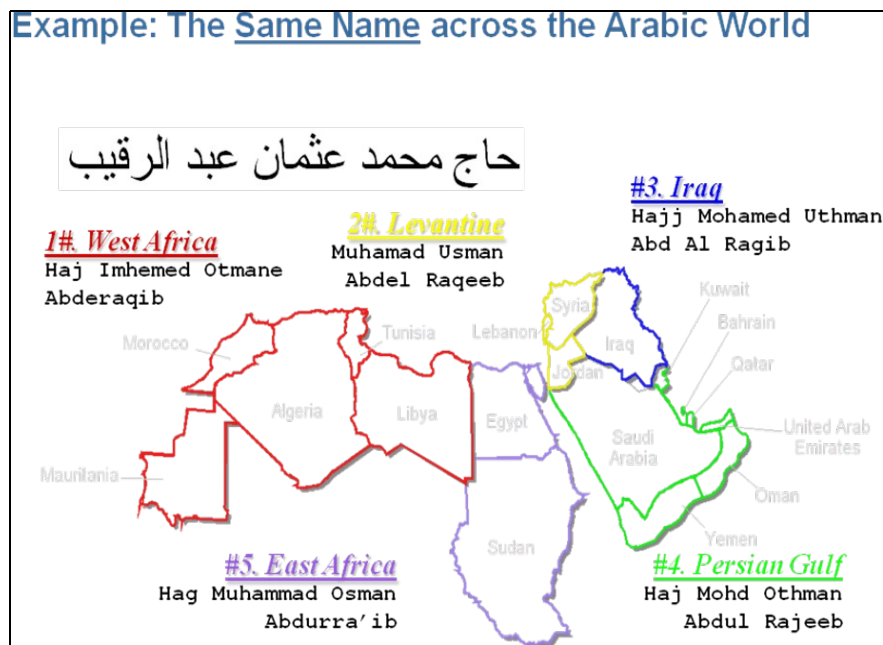 Example: The Same Name across the Arabic World
حاج محمد عثمان عبد الرقيب
#3. Iraq
Hajj Mohamed Uthman
Abd Al Ragib
2#. Levantine
Muhamad Usman
Abdel Raqeeb
1#. West Africa
Haj Imhemed Otmane
Abderaqib
Kuwait
Syria
Bahrain
Morocco
Tunisia
Lebanon
Iraq
Qatar
Jordan
Algeria
Libya
Egypt
United Arab
Emirates
Saudi
Arabia
Mauritania
Oman
Yemen
Sudan
#5. East Africa
Hag Muhammad Osman
Abdurra’ib
#4. Persian Gulf
Haj Mohd Othman
Abdul Rajeeb